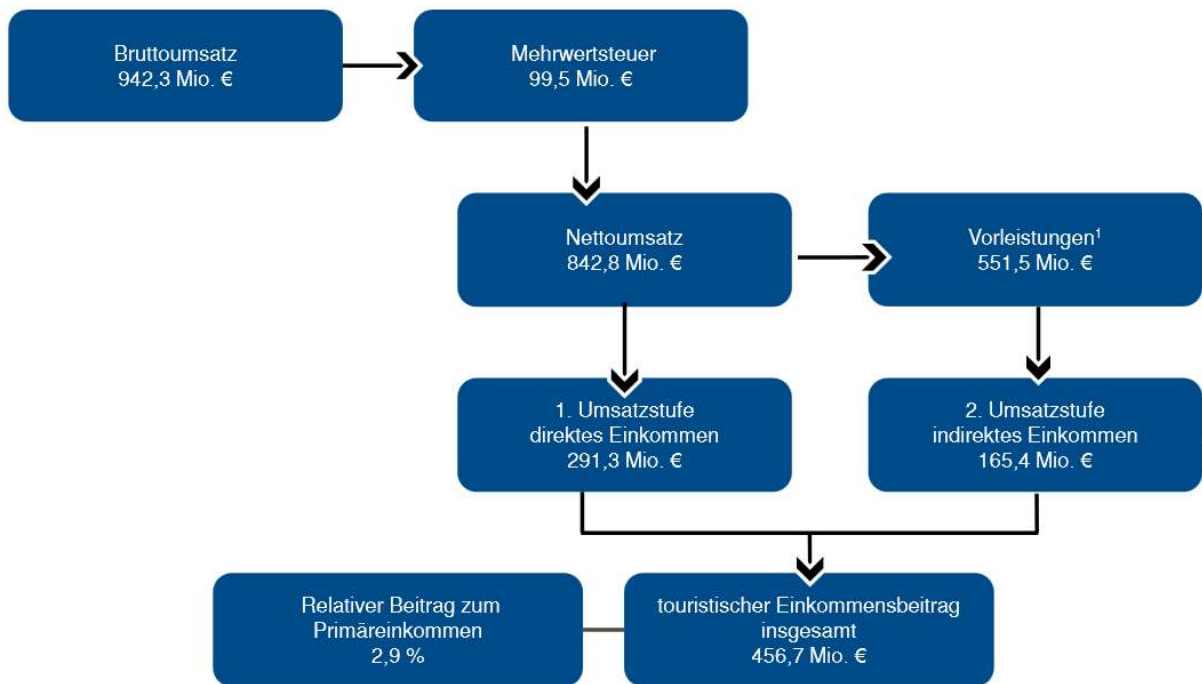 Bruttoumsatz
942,3 Mio. €
Mehrwertsteuer
99,5 Mio. €
Nettoumsatz
842,8 Mio. €
Vorleistungen¹
551,5 Mio. €
1. Umsatzstufe
direktes Einkommen
291,3 Mio. €
2. Umsatzstufe
indirektes Einkommen
165,4 Mio. €
Relativer Beitrag zum
Primäreinkommen
2,9 %
touristischer Einkommensbeitrag
insgesamt
456,7 Mio. €